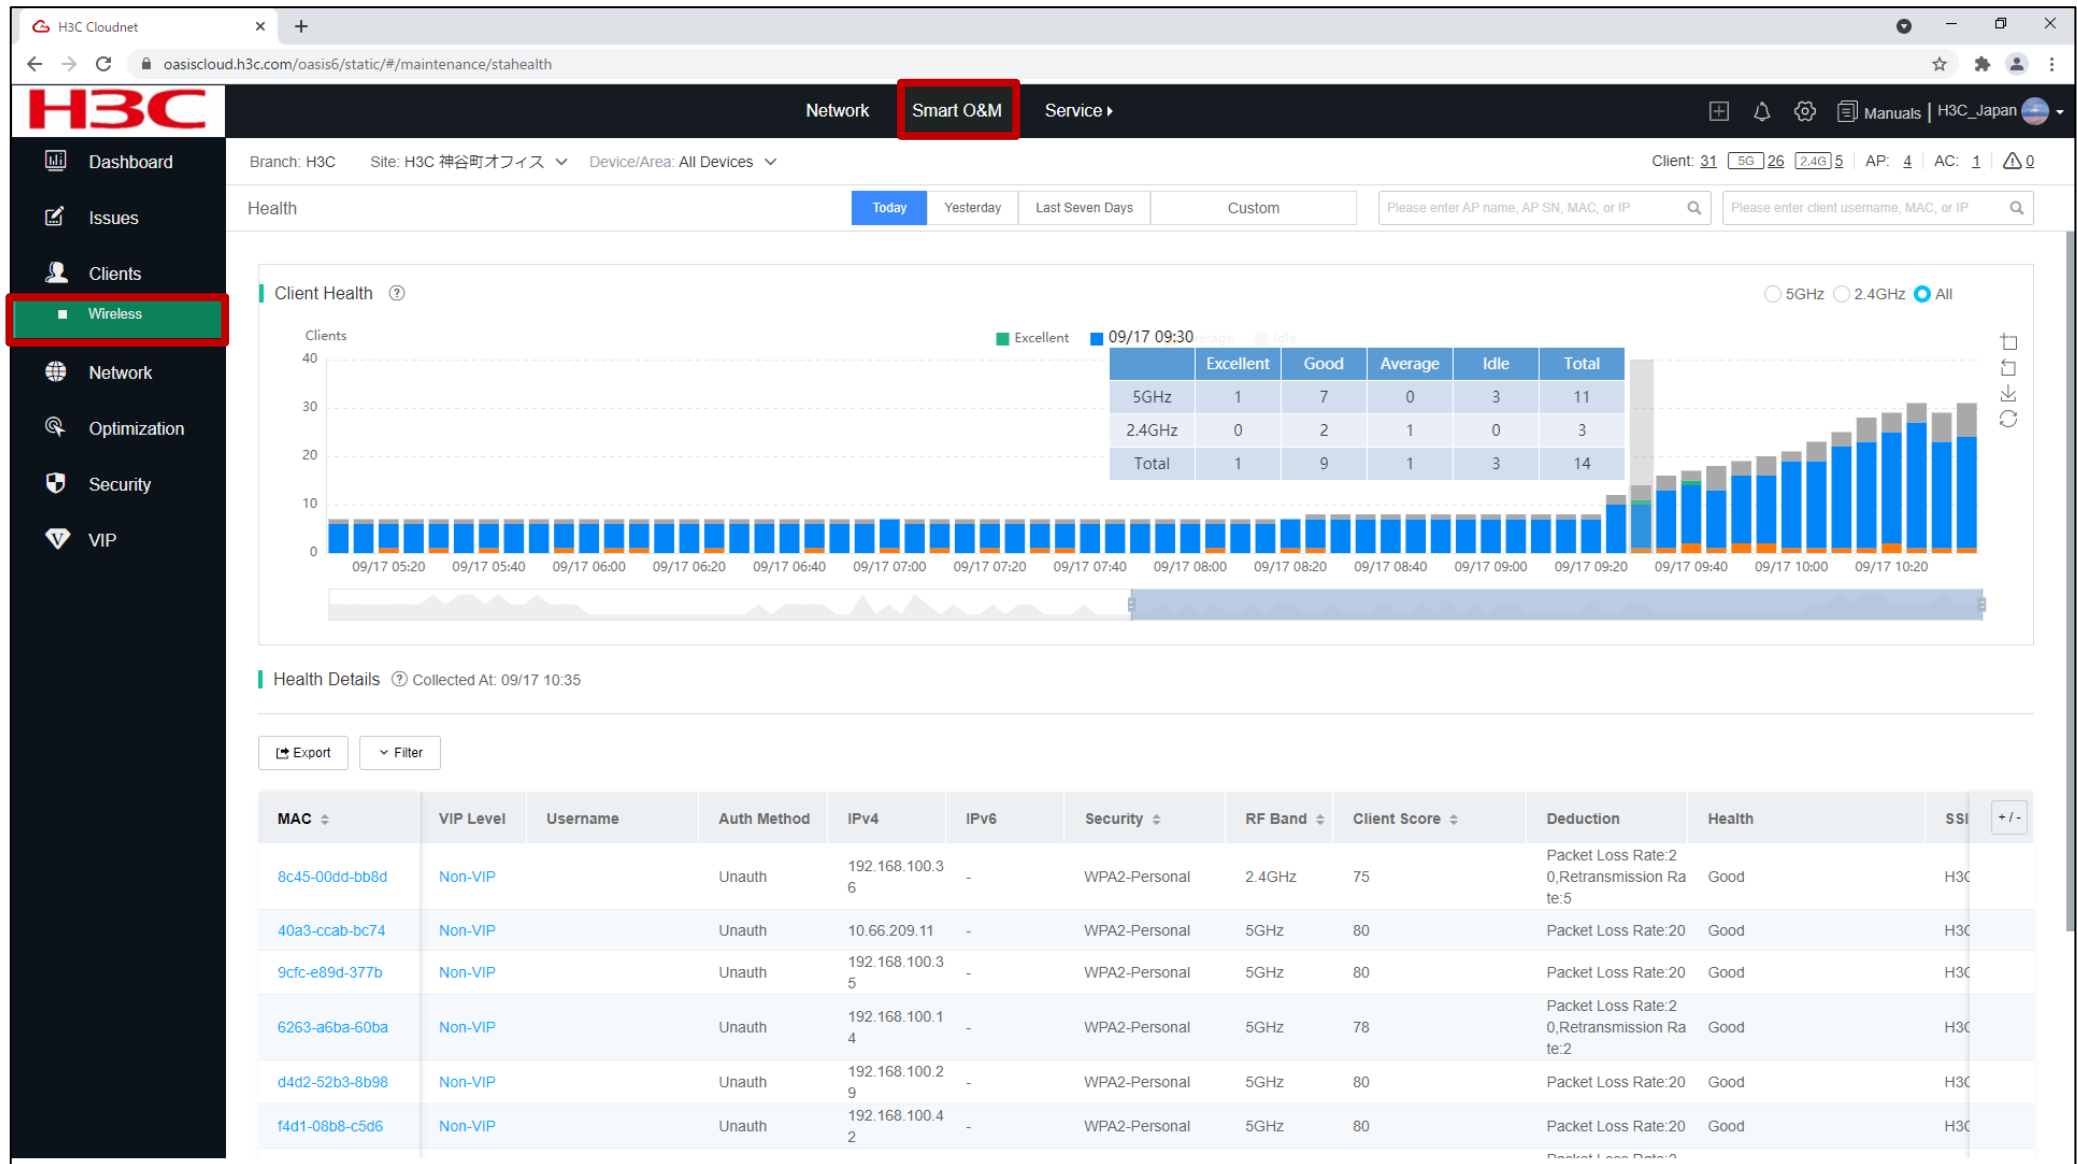 H3C Cloudnet
oasiscloud.h3c.com/oasis6/static/#/maintenance/stahealth
H3C
Network Smart O&M Service
Manuals | H3C_Japan
Dashboard
Issues
Clients
Wireless
Network
Optimization
Security
VIP
Branch: H3C Site: H3C 神谷町オフィス Device/Area: All Devices
Client: 31 5G 26 2.4G 5 AP: 4 AC: 1 0
Health
Today Yesterday Last Seven Days Custom
Please enter AP name, AP SN, MAC, or IP
Please enter client username, MAC, or IP
Client Health ?
5GHz 2.4GHz All
Clients
Excellent
Idle
09/17 09:30
Excellent Good Average Idle Total
5GHz 1 7 0 3 11
2.4GHz 0 2 1 0 3
Total 1 9 1 3 14
40
30
20
10
0
09/17 05:20 09/17 05:40 09/17 06:00 09/17 06:20 09/17 06:40 09/17 07:00 09/17 07:20 09/17 07:40 09/17 08:00 09/17 08:20 09/17 08:40 09/17 09:00 09/17 09:20 09/17 09:40 09/17 10:00 09/17 10:20
Health Details ? Collected At: 09/17 10:35
Export Filter
MAC VIP Level Username Auth Method IPv4 IPv6 Security RF Band Client Score Deduction Health SSI + / -
8c45-00dd-bb8d Non-VIP Unauth 192.168.100.3
6 - WPA2-Personal 2.4GHz 75 Packet Loss Rate:2
0,Retransmission Ra
te:5 Good H3C
40a3-ccab-bc74 Non-VIP Unauth 10.66.209.11 - WPA2-Personal 5GHz 80 Packet Loss Rate:20 Good H3C
9cfc-e89d-377b Non-VIP Unauth 192.168.100.3
5 - WPA2-Personal 5GHz 80 Packet Loss Rate:20 Good H3C
6263-a6ba-60ba Non-VIP Unauth 192.168.100.1
4 - WPA2-Personal 5GHz 78 Packet Loss Rate:2
0,Retransmission Ra
te:2 Good H3C
d4d2-52b3-8b98 Non-VIP Unauth 192.168.100.2
9 - WPA2-Personal 5GHz 80 Packet Loss Rate:20 Good H3C
f4d1-08b8-c5d6 Non-VIP Unauth 192.168.100.4
2 - WPA2-Personal 5GHz 80 Packet Loss Rate:20 Good H3C